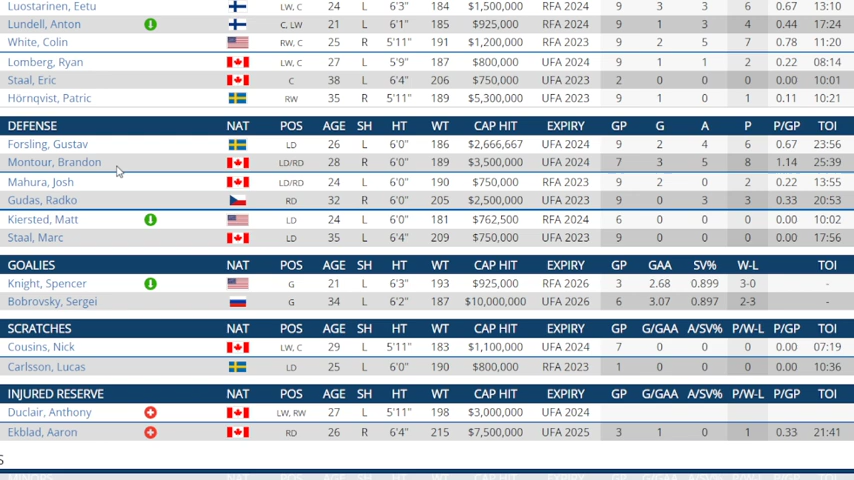 Luostarinen, Eetu LW, C 24 L 6'3" 184 $1,500,000 RFA 2024 9 3 3 6 0.67 13:10
Lundell, Anton C, LW 21 L 6'1" 185 $925,000 RFA 2024 9 1 3 4 0.44 17:24
White, Colin RW, C 25 R 5'11" 191 $1,200,000 RFA 2023 9 2 5 7 0.78 11:20
Lomberg, Ryan LW, C 27 L 5'9" 187 $800,000 UFA 2024 9 1 1 2 0.22 08:14
Staal, Eric C 38 L 6'4" 206 $750,000 UFA 2023 2 0 0 0 0.00 10:01
Hörnqvist, Patric RW 35 R 5'11" 189 $5,300,000 UFA 2023 9 1 0 1 0.11 10:21
DEFENSE NAT POS AGE SH HT WT CAP HIT EXPIRY GP G A P P/GP TOI
Forsling, Gustav LD 26 L 6'0" 186 $2,666,667 UFA 2024 9 2 4 6 0.67 23:56
Montour, Brandon LD/RD 28 R 6'0" 189 $3,500,000 UFA 2024 7 3 5 8 1.14 25:39
Mahura, Josh LD/RD 24 L 6'0" 190 $750,000 RFA 2023 9 2 0 2 0.22 13:55
Gudas, Radko RD 32 R 6'0" 205 $2,500,000 UFA 2023 9 0 3 3 0.33 20:53
Kiersted, Matt LD 24 L 6'0" 181 $762,500 RFA 2024 6 0 0 0 0.00 10:02
Staal, Marc LD 35 L 6'4" 209 $750,000 UFA 2023 9 0 0 0 0.00 17:56
GOALIES NAT POS AGE SH HT WT CAP HIT EXPIRY GP GAA SV% W-L TOI
Knight, Spencer G 21 L 6'3" 193 $925,000 RFA 2026 3 2.68 0.899 3-0 -
Bobrovsky, Sergei G 34 L 6'2" 187 $10,000,000 UFA 2026 6 3.07 0.897 2-3 -
SCRATCHES NAT POS AGE SH HT WT CAP HIT EXPIRY GP G/GAA A/SV% P/W-L P/GP TOI
Cousins, Nick LW, C 29 L 5'11" 183 $1,100,000 UFA 2024 7 0 0 0 0.00 07:19
Carlsson, Lucas LD 25 L 6'0" 190 $800,000 RFA 2023 1 0 0 0 0.00 10:36
INJURED RESERVE NAT POS AGE SH HT WT CAP HIT EXPIRY GP G/GAA A/SV% P/W-L P/GP TOI
Duclair, Anthony LW, RW 27 L 5'11" 198 $3,000,000 UFA 2024
Ekblad, Aaron RD 26 R 6'4" 215 $7,500,000 UFA 2025 3 1 0 1 0.33 21:41
S